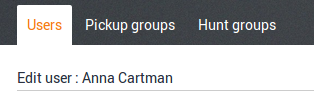 Users Pickup groups Hunt groups
Edit user : Anna Cartman